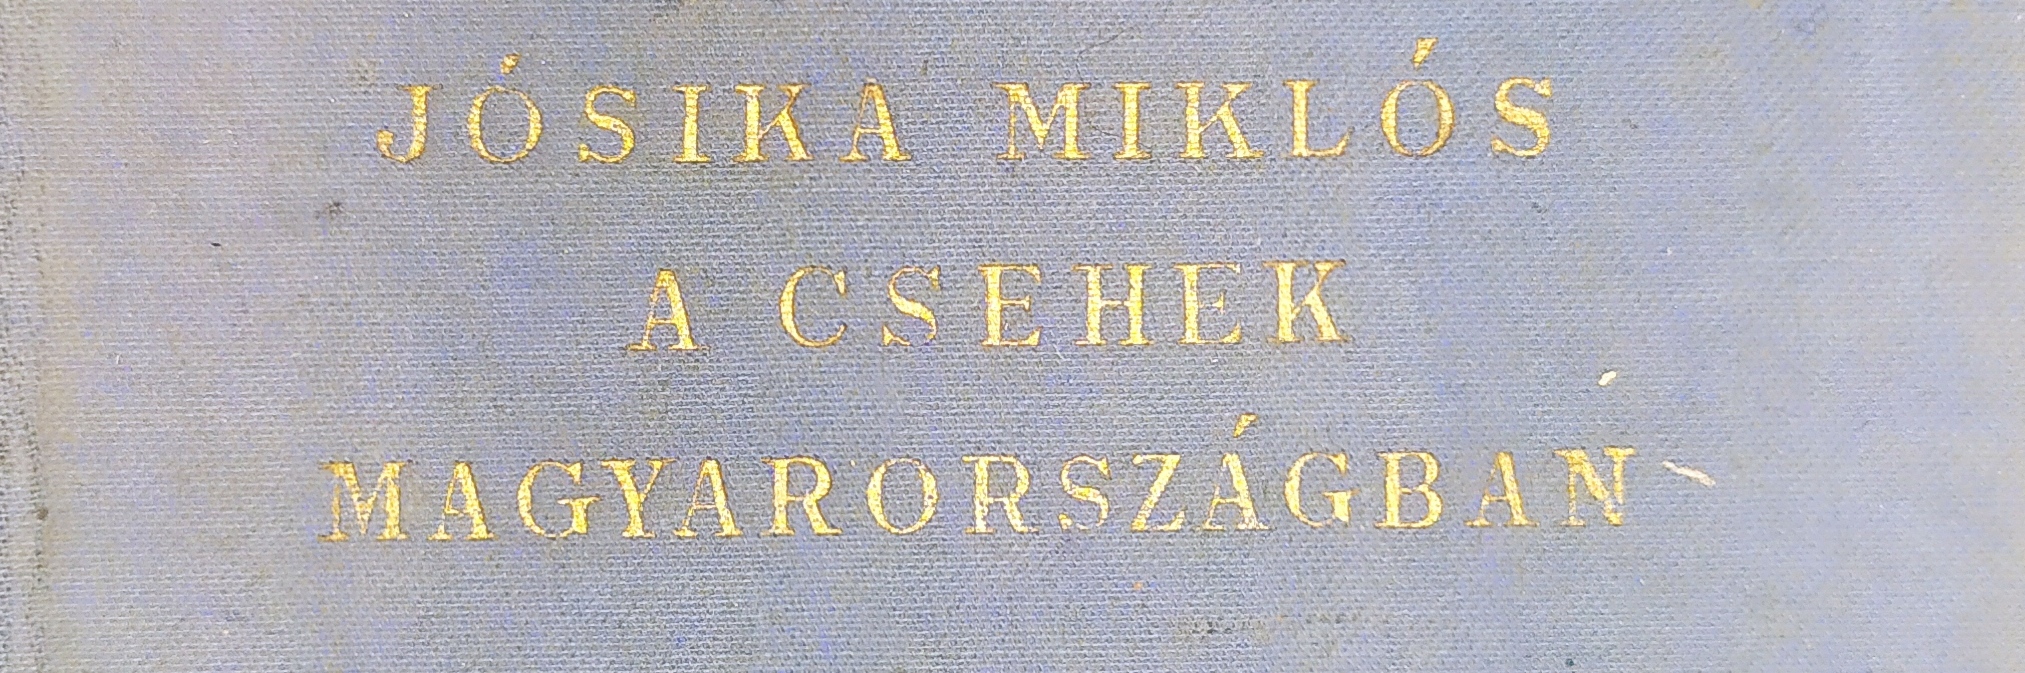 JÓSIKA MIKLÓS
A CSEHEK
MAGYARORSZÁGBAN